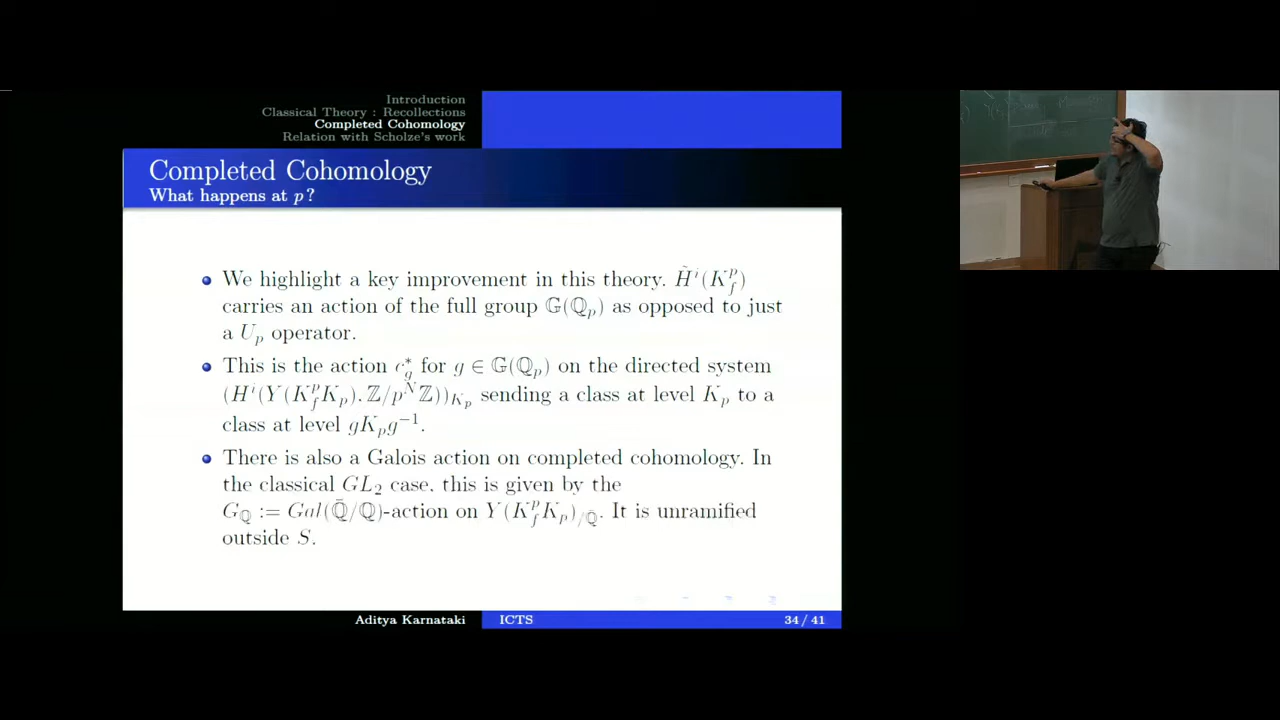 Introduction
Classical Theory : Recollections
Completed Cohomology
Relation with Scholze's work
Completed Cohomology
What happens at p ?
We highlight a key improvement in this theory. H̃ⁱ(K_f^p)
carries an action of the full group 𝔾(ℚ_p) as opposed to just
a U_p operator.
This is the action c_g^* for g ∈ 𝔾(ℚ_p) on the directed system
(Hⁱ(Y(K_f^p K_p), ℤ/p^N ℤ))_{K_p} sending a class at level K_p to a
class at level gK_pg⁻¹.
There is also a Galois action on completed cohomology. In
the classical GL₂ case, this is given by the
G_ℚ := Gal(ℚ̄/ℚ)-action on Y(K_f^p K_p)_{/ℚ̄}. It is unramified
outside S.
Aditya Karnataki
ICTS
34 / 41